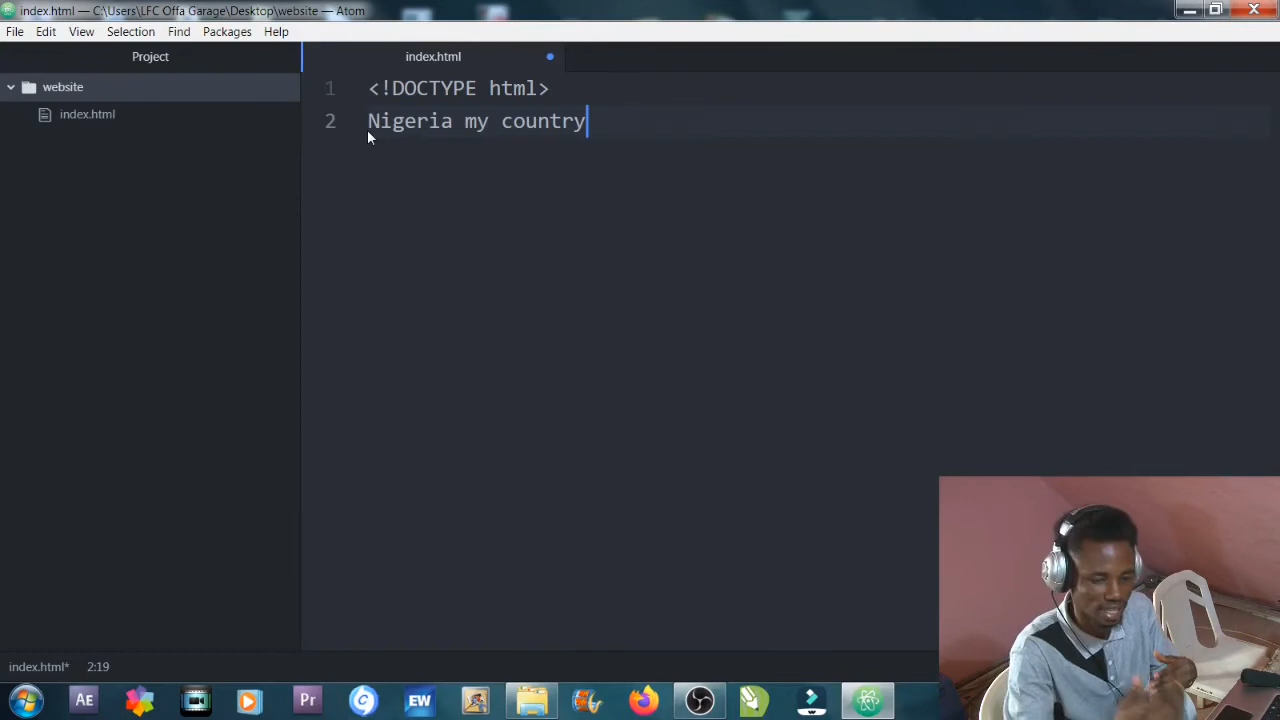 index.html — C:\Users\LFC Offa Garage\Desktop\website — Atom
File Edit View Selection Find Packages Help
Project
index.html
website
index.html
1 <!DOCTYPE html>
2 Nigeria my country
index.html* 2:19
Ae
Pr
EW